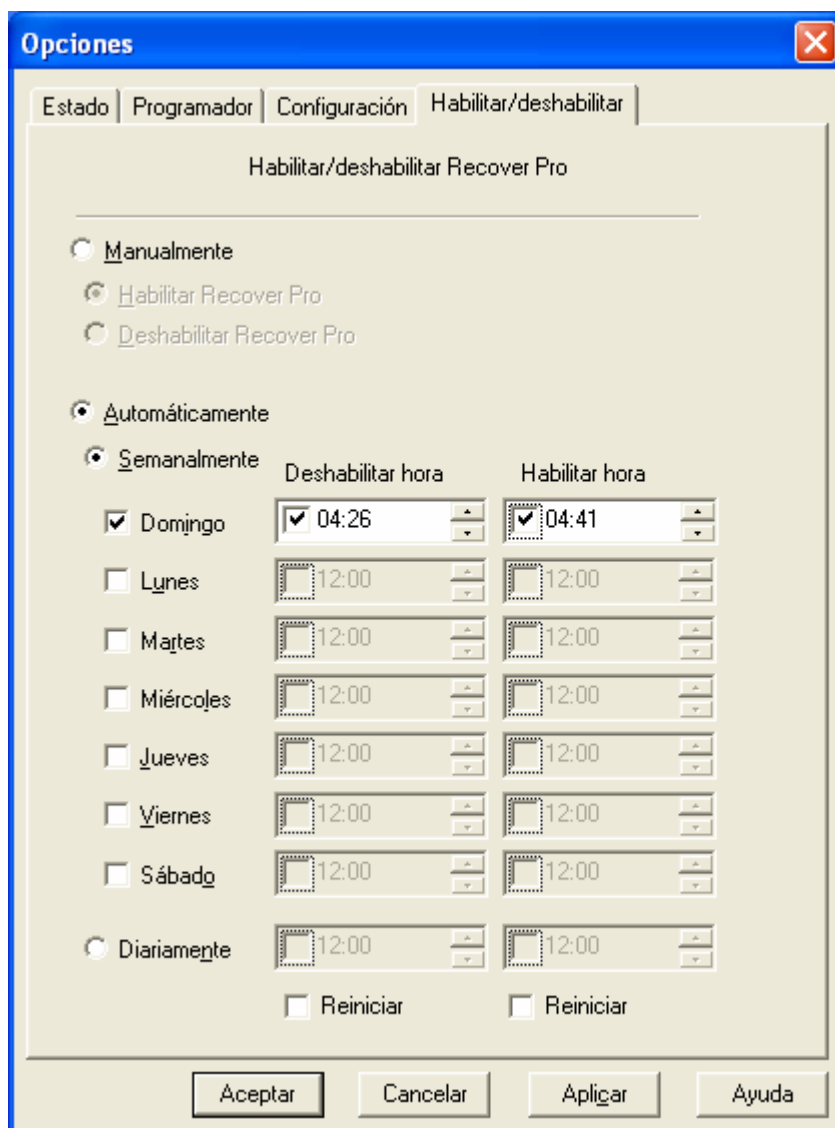 Opciones
Estado Programador Configuración Habilitar/deshabilitar
Habilitar/deshabilitar Recover Pro
Manualmente
Habilitar Recover Pro
Deshabilitar Recover Pro
Automáticamente
Semanalmente Deshabilitar hora Habilitar hora
Domingo 04:26 04:41
Lunes 12:00 12:00
Martes 12:00 12:00
Miércoles 12:00 12:00
Jueves 12:00 12:00
Viernes 12:00 12:00
Sábado 12:00 12:00
Diariamente 12:00 12:00
Reiniciar Reiniciar
Aceptar Cancelar Aplicar Ayuda